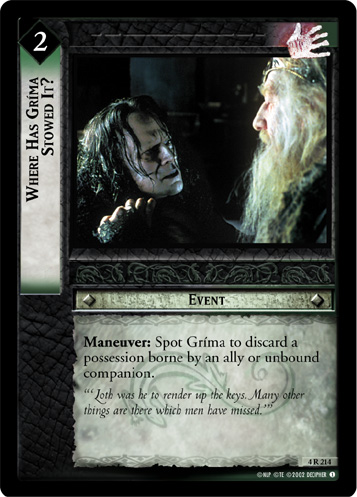 2
WHERE HAS GRÍMA
STOWED IT?
EVENT
Maneuver: Spot Gríma to discard a
possession borne by an ally or unbound
companion.
"'Loth was he to render up the keys. Many other
things are there which men have missed.'"
4 R 214
©NLP ©/TE ©2002 DECIPHER